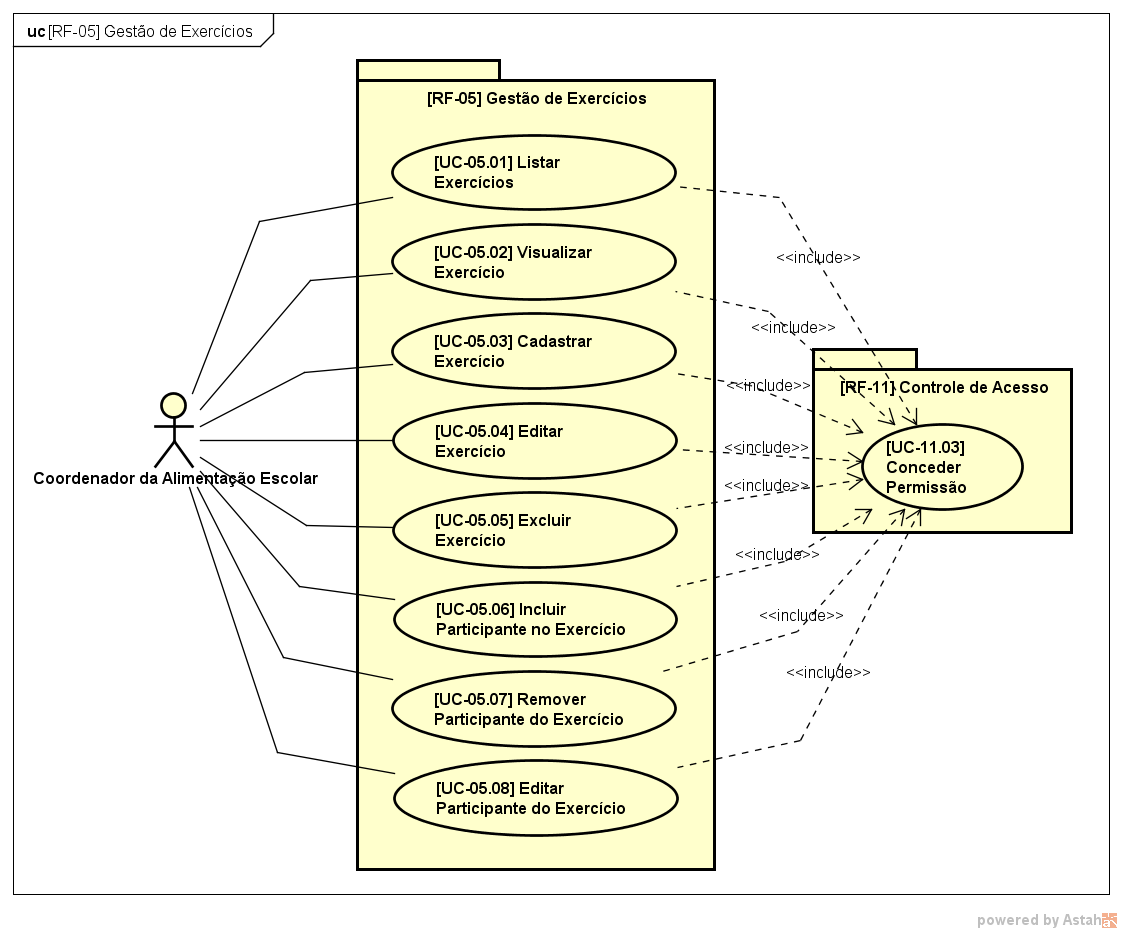 uc [RF-05] Gestão de Exercícios
[RF-05] Gestão de Exercícios
[UC-05.01] Listar
Exercícios
[UC-05.02] Visualizar
Exercício
<<include>>
<<include>>
[UC-05.03] Cadastrar
Exercício
<<include>>
[RF-11] Controle de Acesso
[UC-05.04] Editar
Exercício
<<include>>
[UC-11.03]
Conceder
Permissão
Coordenador da Alimentação Escolar
<<include>>
[UC-05.05] Excluir
Exercício
<<include>>
[UC-05.06] Incluir
Participante no Exercício
<<include>>
<<include>>
[UC-05.07] Remover
Participante do Exercício
[UC-05.08] Editar
Participante do Exercício
powered by Astah